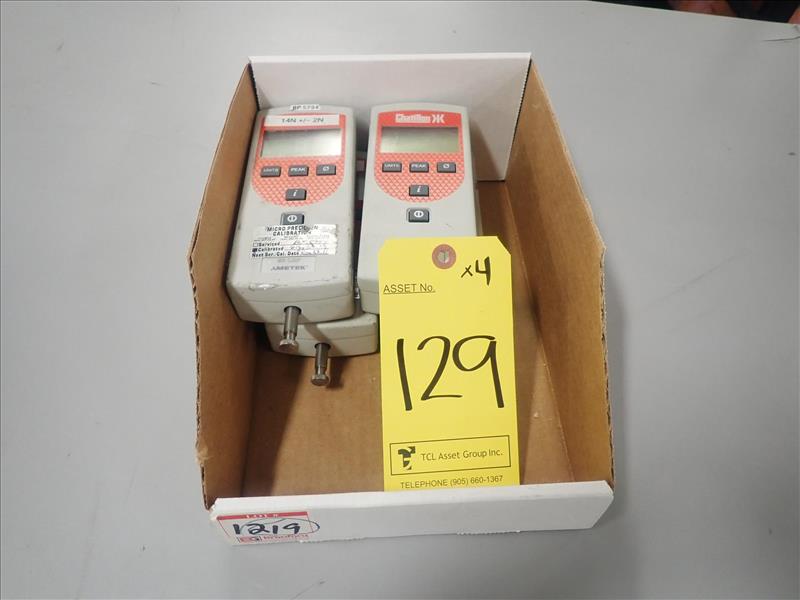 BP 5794
14N +/- 2N
UNITS PEAK Ø
i
MICRO PRECISION
CALIBRATION
Serviced
Calibrated
Next Ser./Cal. Date
AMETEK
Chatillon
UNITS PEAK Ø
i
x4
ASSET No.
129
TCL Asset Group Inc.
TELEPHONE (905) 660-1367
LOT #
1219